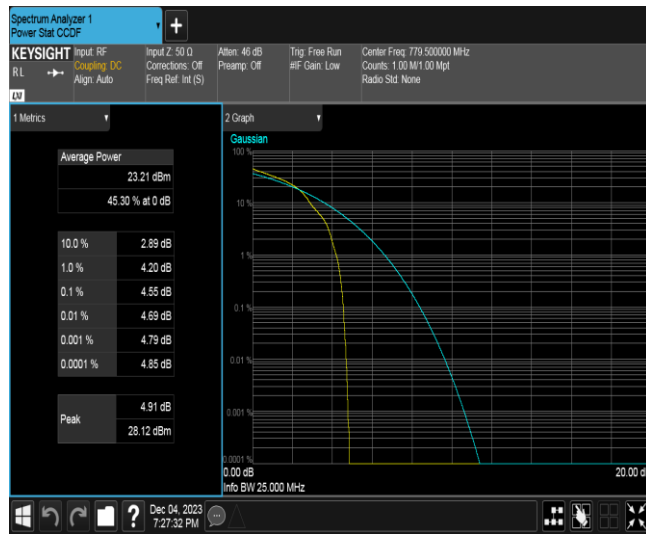 Spectrum Analyzer 1
Power Stat CCDF
+
KEYSIGHT
RL
LXI
Input: RF
Coupling: DC
Align: Auto
Input Z: 50 Ω
Corrections: Off
Freq Ref: Int (S)
Atten: 46 dB
Preamp: Off
Trig: Free Run
#IF Gain: Low
Center Freq: 779.500000 MHz
Counts: 1.00 M/1.00 Mpt
Radio Std: None
1 Metrics
Average Power
23.21 dBm
45.30 % at 0 dB
10.0 % 2.89 dB
1.0 % 4.20 dB
0.1 % 4.55 dB
0.01 % 4.69 dB
0.001 % 4.79 dB
0.0001 % 4.85 dB
Peak
4.91 dB
28.12 dBm
2 Graph
Gaussian
100 %
10 %
1 %
0.1 %
0.01 %
0.001 %
0.0001 %
0.00 dB
20.00 d
Info BW 25.000 MHz
?
Dec 04, 2023
7:27:32 PM